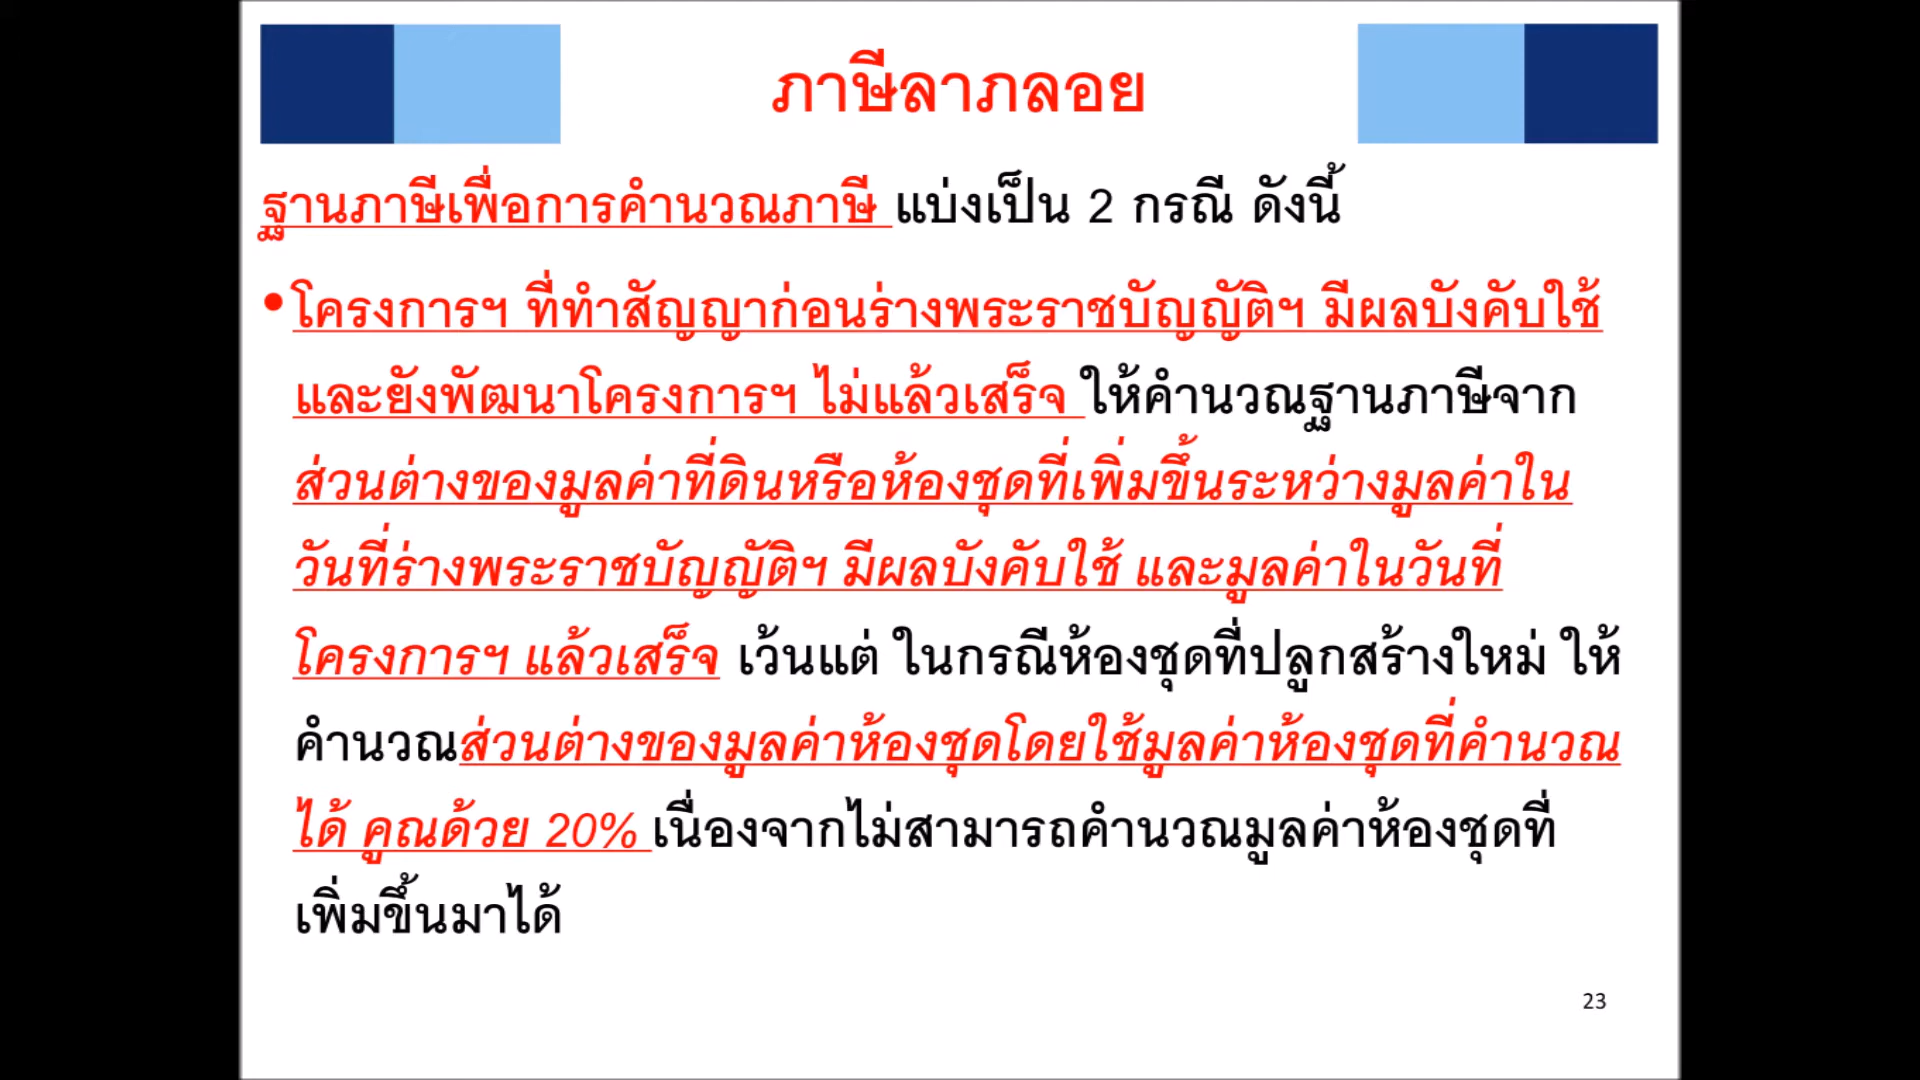 ภาษีลาภลอย
ฐานภาษีเพื่อการคำนวณภาษี แบ่งเป็น 2 กรณี ดังนี้
•โครงการฯ ที่ทำสัญญาก่อนร่างพระราชบัญญัติฯ มีผลบังคับใช้
และยังพัฒนาโครงการฯ ไม่แล้วเสร็จ ให้คำนวณฐานภาษีจาก
ส่วนต่างของมูลค่าที่ดินหรือห้องชุดที่เพิ่มขึ้นระหว่างมูลค่าใน
วันที่ร่างพระราชบัญญัติฯ มีผลบังคับใช้ และมูลค่าในวันที่
โครงการฯ แล้วเสร็จ เว้นแต่ ในกรณีห้องชุดที่ปลูกสร้างใหม่ ให้
คำนวณส่วนต่างของมูลค่าห้องชุดโดยใช้มูลค่าห้องชุดที่คำนวณ
ได้ คูณด้วย 20% เนื่องจากไม่สามารถคำนวณมูลค่าห้องชุดที่
เพิ่มขึ้นมาได้
23